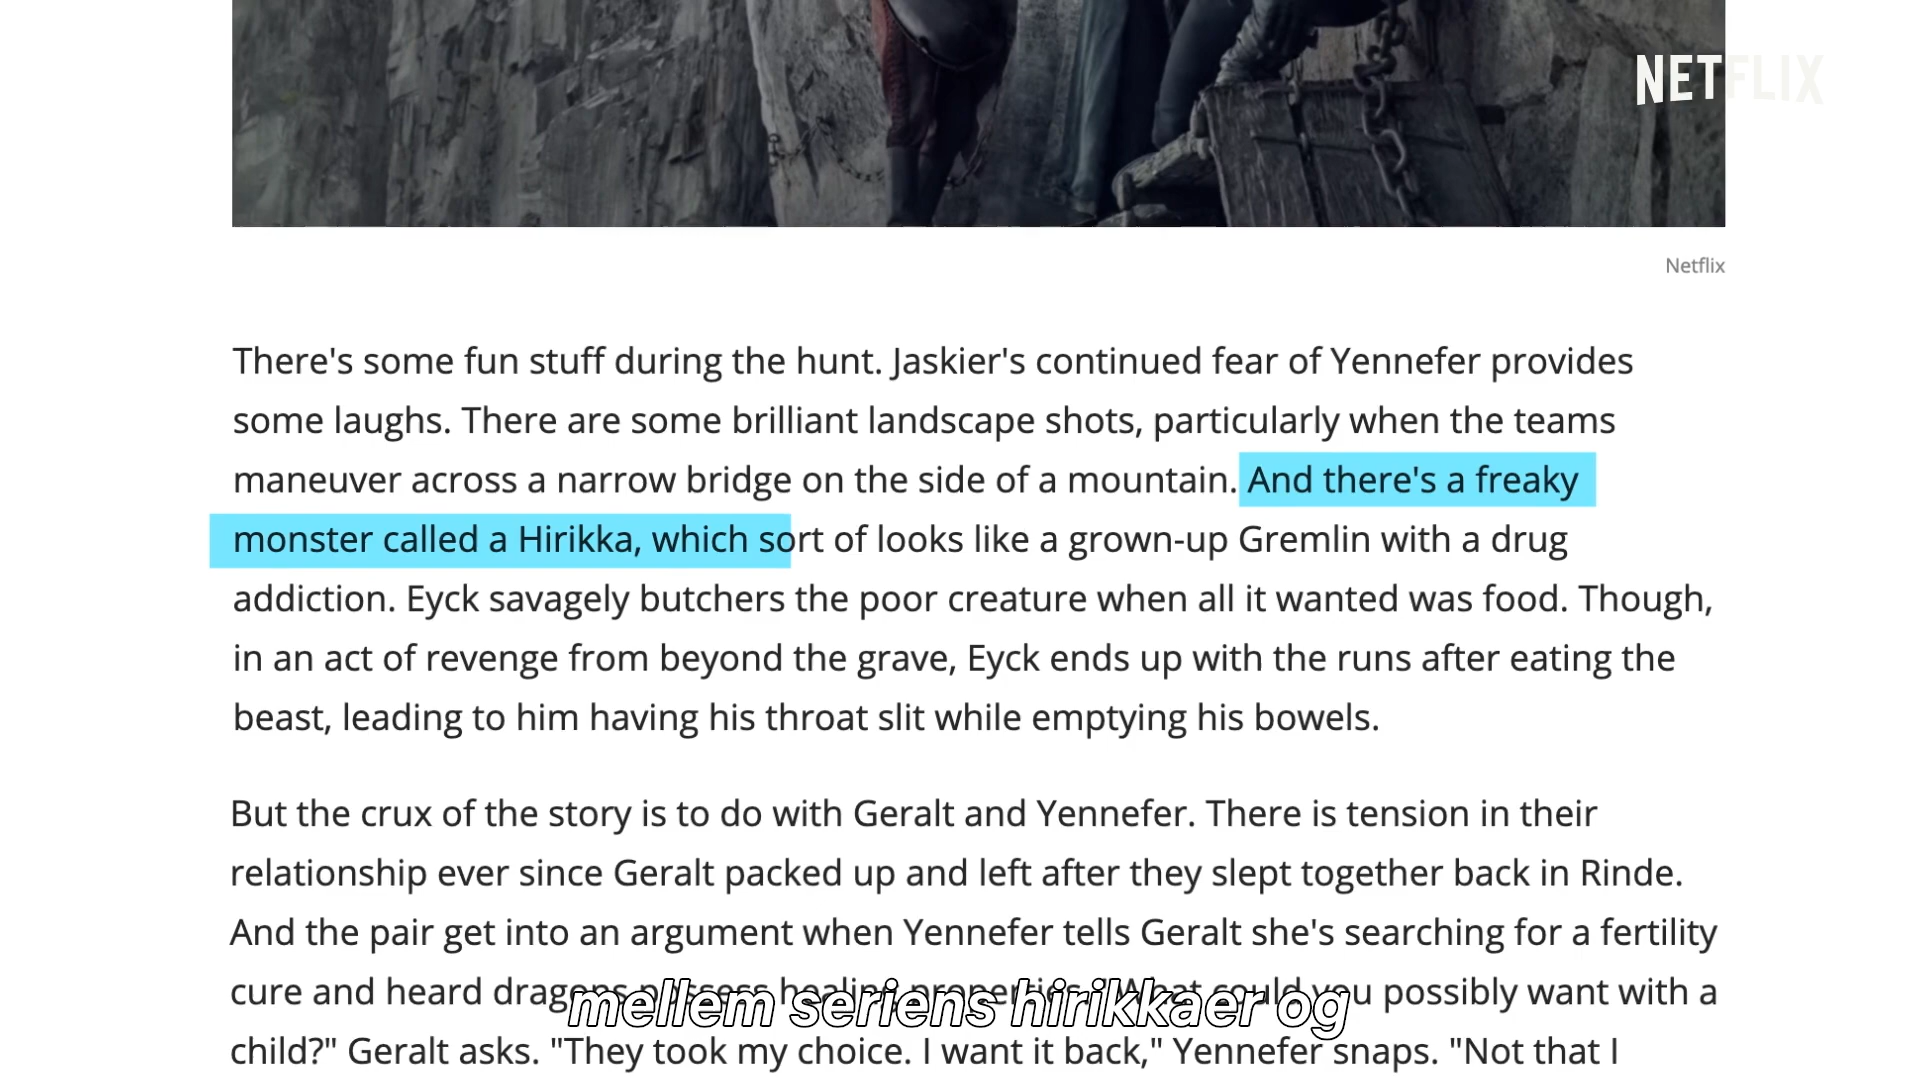 NETFLIX
Netflix
There's some fun stuff during the hunt. Jaskier's continued fear of Yennefer provides
some laughs. There are some brilliant landscape shots, particularly when the teams
maneuver across a narrow bridge on the side of a mountain. And there's a freaky
monster called a Hirikka, which sort of looks like a grown-up Gremlin with a drug
addiction. Eyck savagely butchers the poor creature when all it wanted was food. Though,
in an act of revenge from beyond the grave, Eyck ends up with the runs after eating the
beast, leading to him having his throat slit while emptying his bowels.
But the crux of the story is to do with Geralt and Yennefer. There is tension in their
relationship ever since Geralt packed up and left after they slept together back in Rinde.
And the pair get into an argument when Yennefer tells Geralt she's searching for a fertility
cure and heard dragons possess healing properties. "What could you possibly want with a
mellem seriens hirikkaer og
child?" Geralt asks. "They took my choice. I want it back," Yennefer snaps. "Not that I